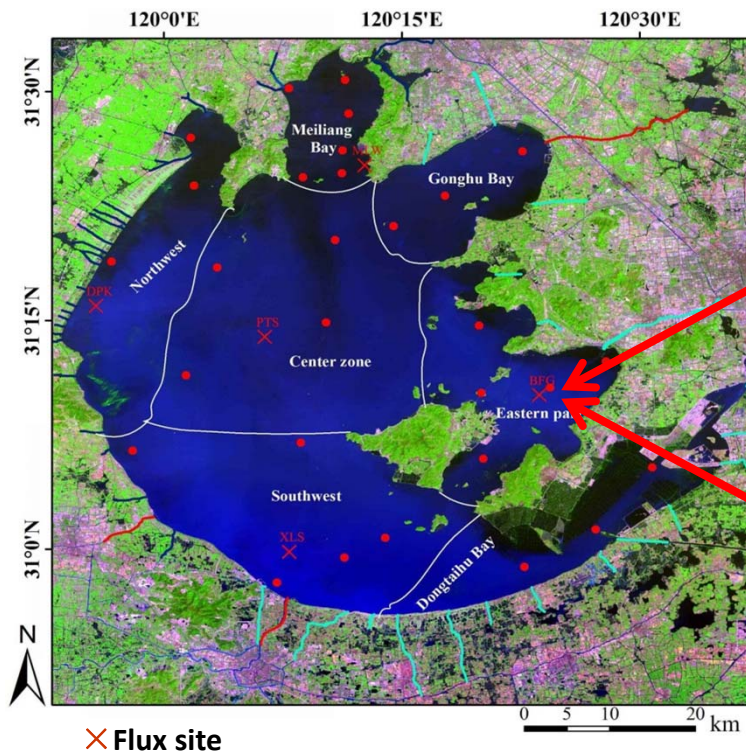 120°0′E
120°15′E
120°30′E
31°30′N
31°15′N
31°0′N
Meiliang
Bay
MLW
Gonghu Bay
Northwest
DPK
PTS
Center zone
BFG
Eastern par
Southwest
XLS
Dongtaihu Bay
N
0 5 10 20 km
Flux site